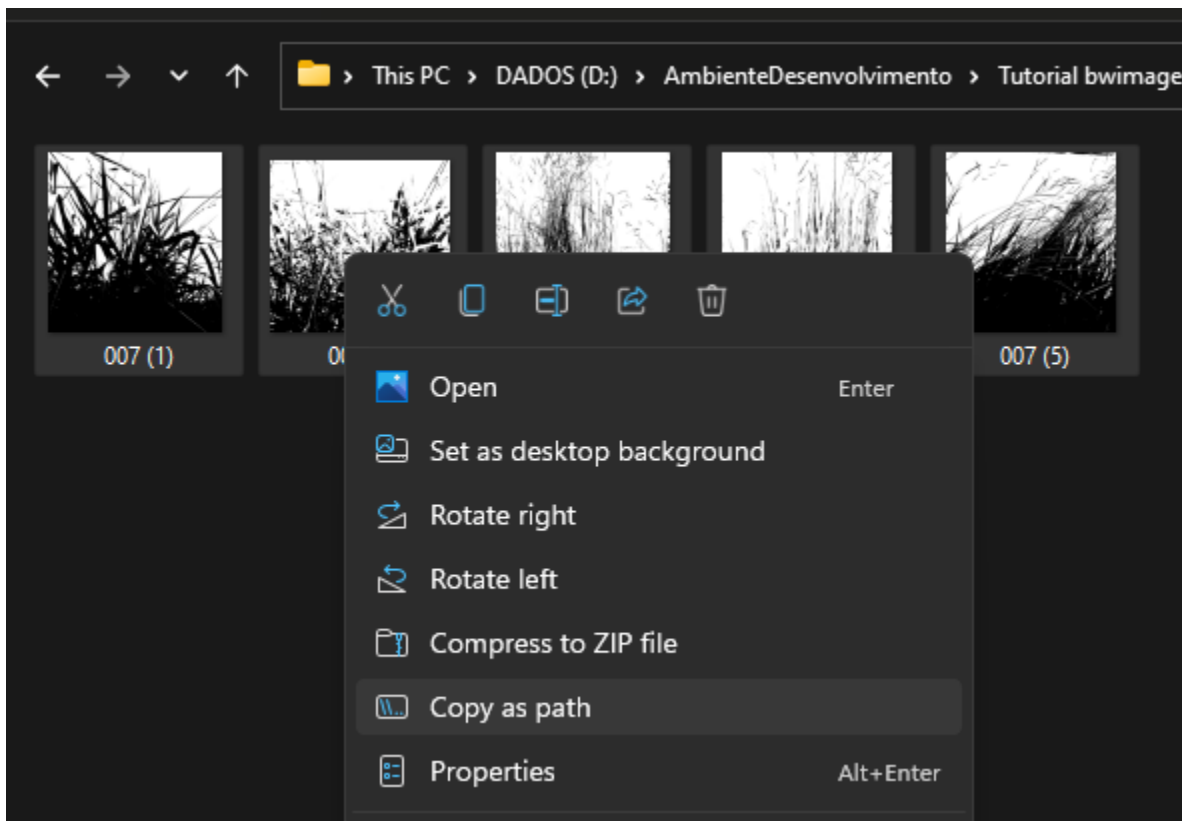 This PC > DADOS (D:) > AmbienteDesenvolvimento > Tutorial bwimage
007 (1)
007 (5)
Open Enter
Set as desktop background
Rotate right
Rotate left
Compress to ZIP file
Copy as path
Properties Alt+Enter